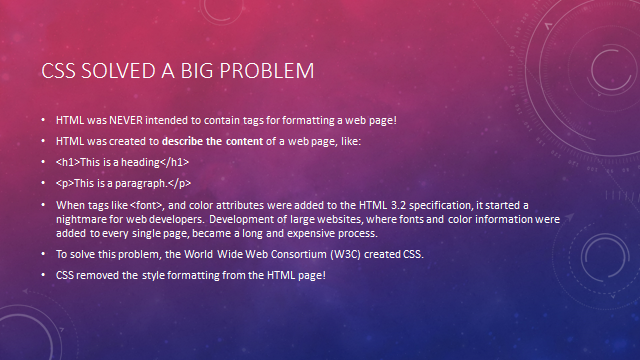 CSS SOLVED A BIG PROBLEM
• HTML was NEVER intended to contain tags for formatting a web page!
• HTML was created to describe the content of a web page, like:
• <h1>This is a heading</h1>
• <p>This is a paragraph.</p>
• When tags like <font>, and color attributes were added to the HTML 3.2 specification, it started a
nightmare for web developers. Development of large websites, where fonts and color information were
added to every single page, became a long and expensive process.
• To solve this problem, the World Wide Web Consortium (W3C) created CSS.
• CSS removed the style formatting from the HTML page!